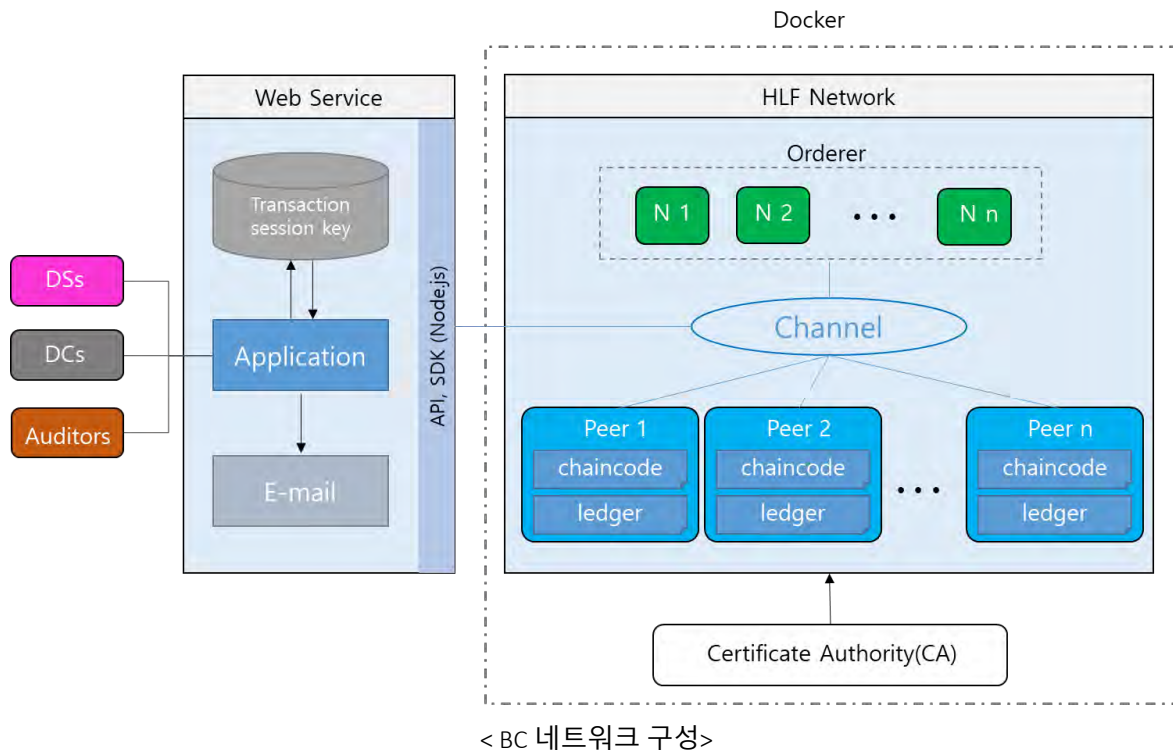 Docker
Web Service
HLF Network
Orderer
Transaction
session key
N 1
N 2
• • •
N n
DSs
DCs
Auditors
Application
E-mail
API, SDK (Node.js)
Channel
Peer 1
chaincode
ledger
Peer 2
chaincode
ledger
• • •
Peer n
chaincode
ledger
Certificate Authority(CA)
< BC 네트워크 구성>